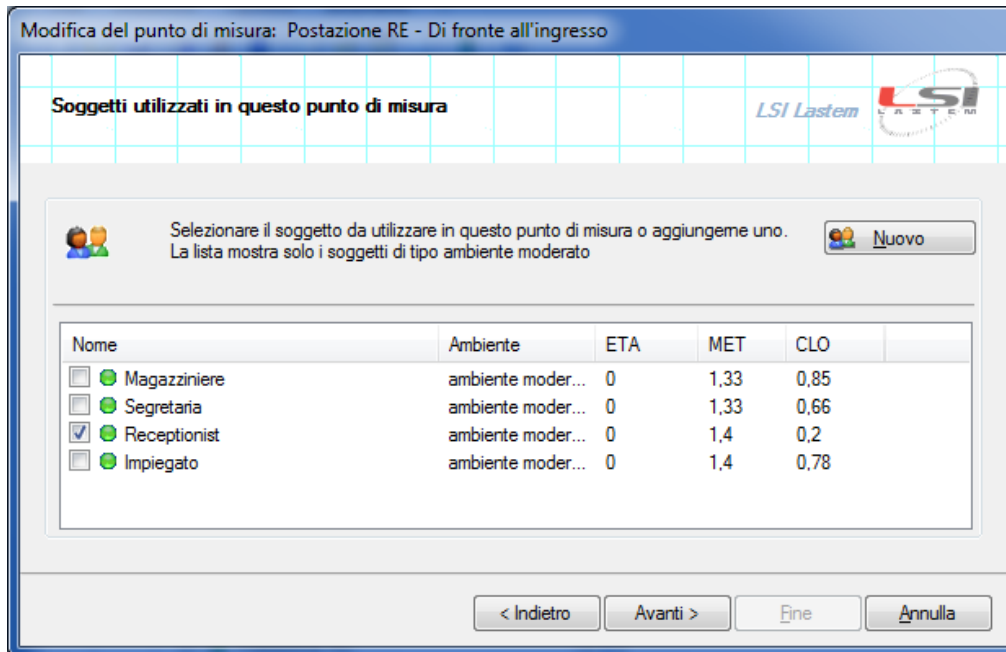 Modifica del punto di misura: Postazione RE - Di fronte all'ingresso
Soggetti utilizzati in questo punto di misura
LSI Lastem
LSI
LAZTEM
Selezionare il soggetto da utilizzare in questo punto di misura o aggiungerne uno.
La lista mostra solo i soggetti di tipo ambiente moderato
Nuovo
Nome Ambiente ETA MET CLO
Magazziniere ambiente moder... 0 1,33 0,85
Segretaria ambiente moder... 0 1,33 0,66
Receptionist ambiente moder... 0 1,4 0,2
Impiegato ambiente moder... 0 1,4 0,78
< Indietro Avanti > Fine Annulla